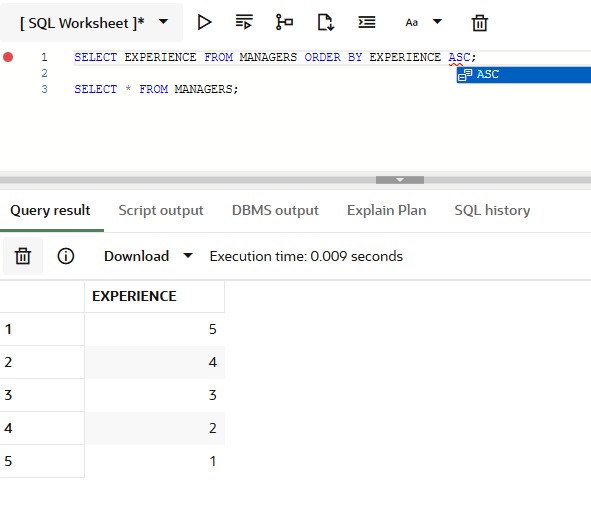 [ SQL Worksheet ]* Aa
1 SELECT EXPERIENCE FROM MANAGERS ORDER BY EXPERIENCE ASC;
2 ASC
3 SELECT * FROM MANAGERS;
Query result Script output DBMS output Explain Plan SQL history
Download Execution time: 0.009 seconds
EXPERIENCE
1 5
2 4
3 3
4 2
5 1